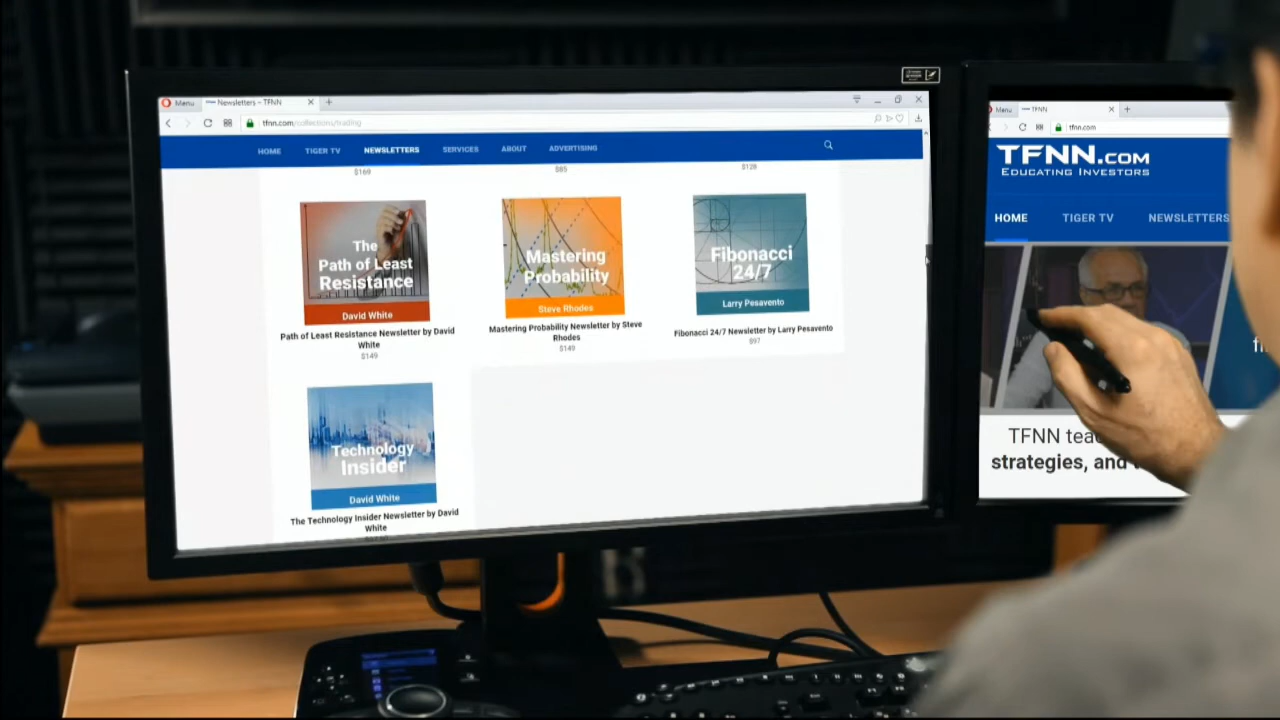 Menu
Newsletters – TFNN
tfnn.com/collections/trading
HOME TIGER TV NEWSLETTERS SERVICES ABOUT ADVERTISING
$169 $85 $128
The
Path of Least
Resistance
David White
Path of Least Resistance Newsletter by David
White
$149
Mastering
Probability
Steve Rhodes
Mastering Probability Newsletter by Steve
Rhodes
$149
Fibonacci
24/7
Larry Pesavento
Fibonacci 24/7 Newsletter by Larry Pesavento
$97
Technology
Insider
David White
The Technology Insider Newsletter by David
White
Menu
TFNN
tfnn.com
TFNN.com
Educating Investors
HOME TIGER TV NEWSLETTERS
TFNN
strategies, and